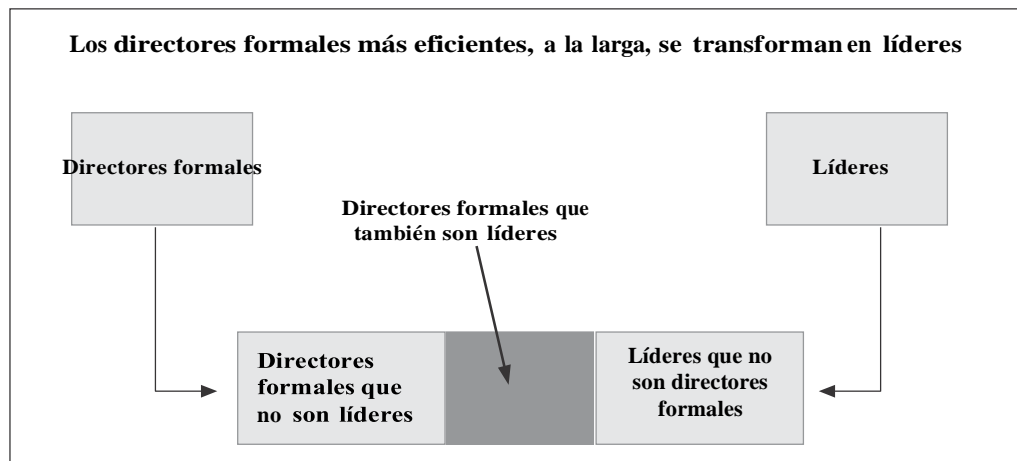 Los directores formales más eficientes, a la larga, se transforman en líderes
Directores formales
Líderes
Directores formales que
también son líderes
Directores
formales que
no son líderes
Líderes que no
son directores
formales